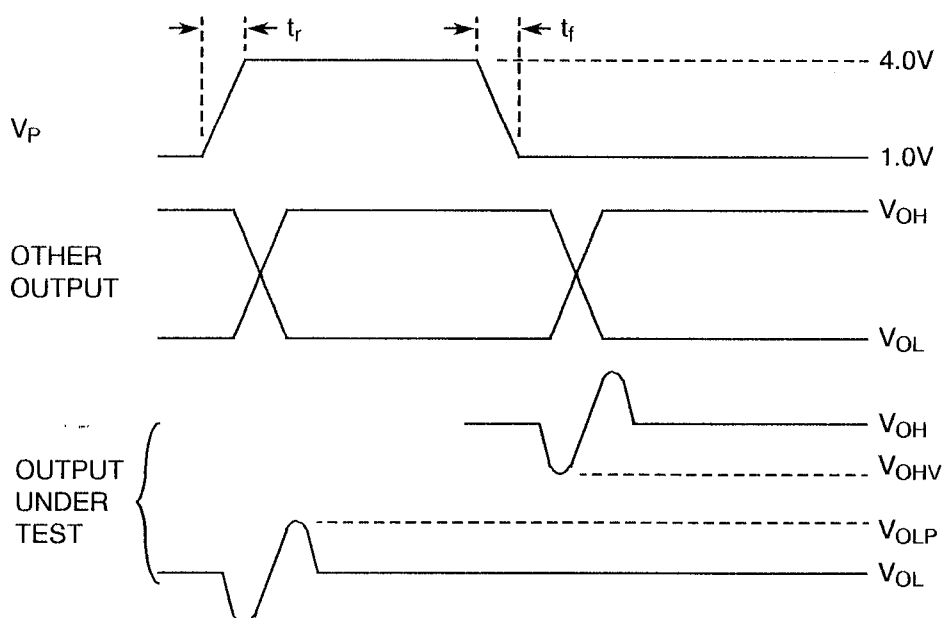 t_r
t_f
4.0V
V_P
1.0V
V_OH
OTHER
OUTPUT
V_OL
V_OH
V_OHV
OUTPUT
UNDER
TEST
V_OLP
V_OL